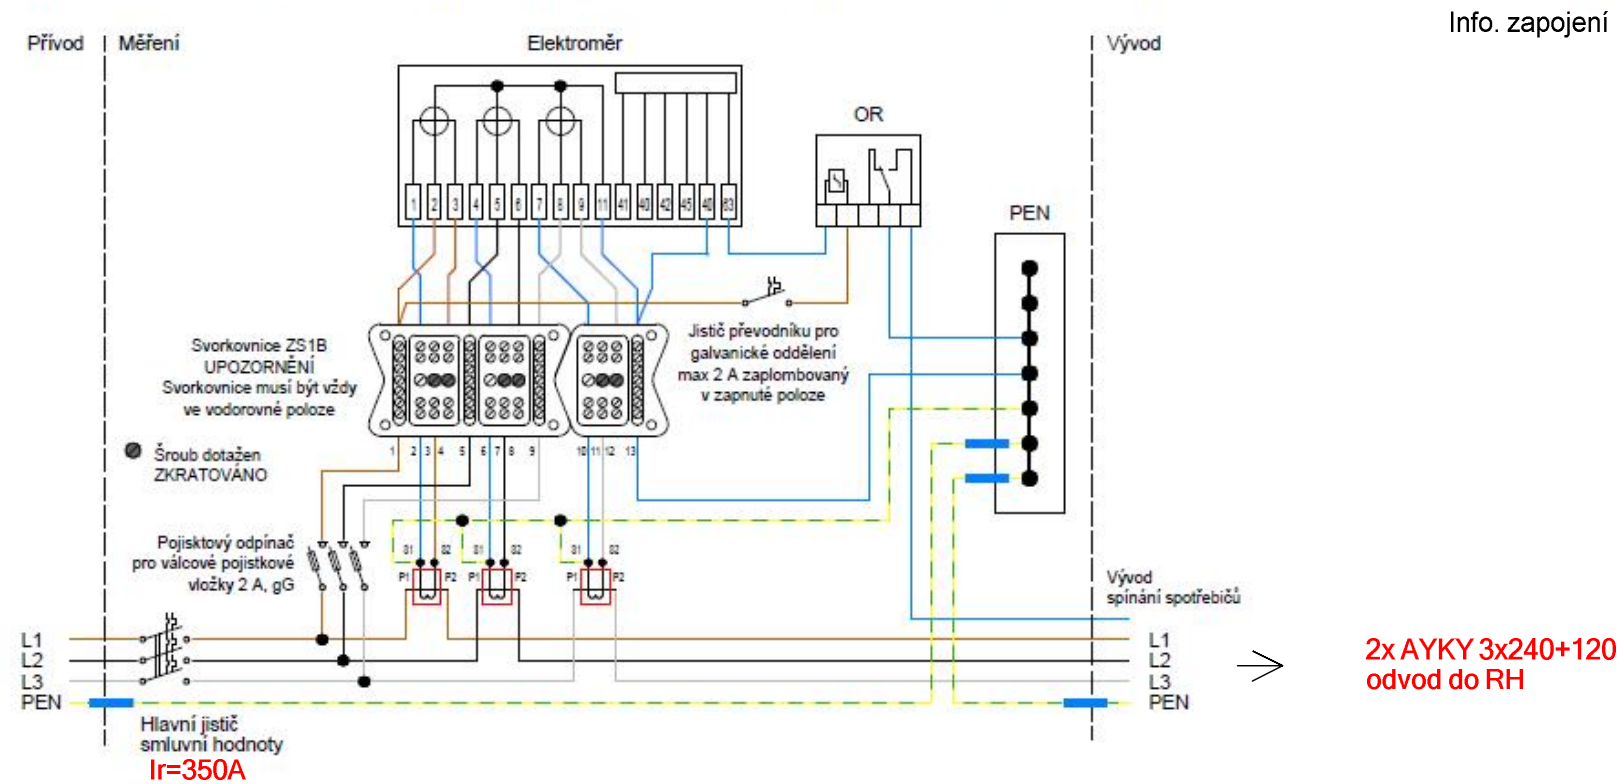 Info. zapojení
Přívod
Měření
Elektroměr
Vývod
OR
PEN
1 2 3 4 5 6 7 8 9 11 41 40 42 45 40 63
Svorkovnice ZS1B
UPOZORNĚNÍ
Svorkovnice musí být vždy
ve vodorovné poloze
Jistič převodníku pro
galvanické oddělení
max 2 A zaplombovaný
v zapnuté poloze
Šroub dotažen
ZKRATOVÁNO
1 2 3 4 5 6 7 8 9 10 11 12 13
Pojisktový odpínač
pro válcové pojistkové
vložky 2 A, gG
S1 S2 S1 S2 S1 S2
P1 P2 P1 P2 P1 P2
Vývod
spínání spotřebičů
L1
L2
L3
PEN
L1
L2
L3
PEN
2x AYKY 3x240+120
odvod do RH
Hlavní jistič
smluvní hodnoty
Ir=350A